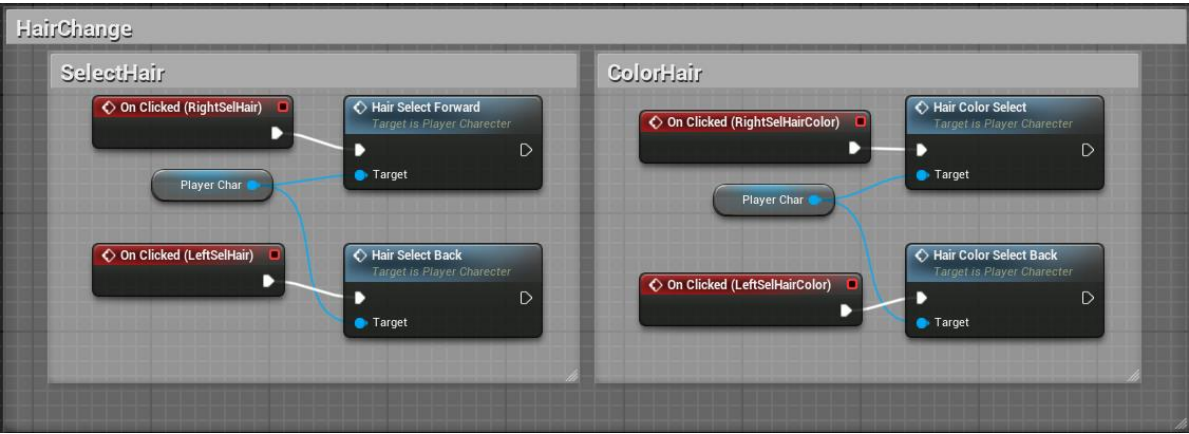 HairChange
SelectHair
On Clicked (RightSelHair)
Hair Select Forward
Target is Player Charecter
Target
Player Char
On Clicked (LeftSelHair)
Hair Select Back
Target is Player Charecter
Target
ColorHair
On Clicked (RightSelHairColor)
Hair Color Select
Target is Player Charecter
Target
Player Char
On Clicked (LeftSelHairColor)
Hair Color Select Back
Target is Player Charecter
Target